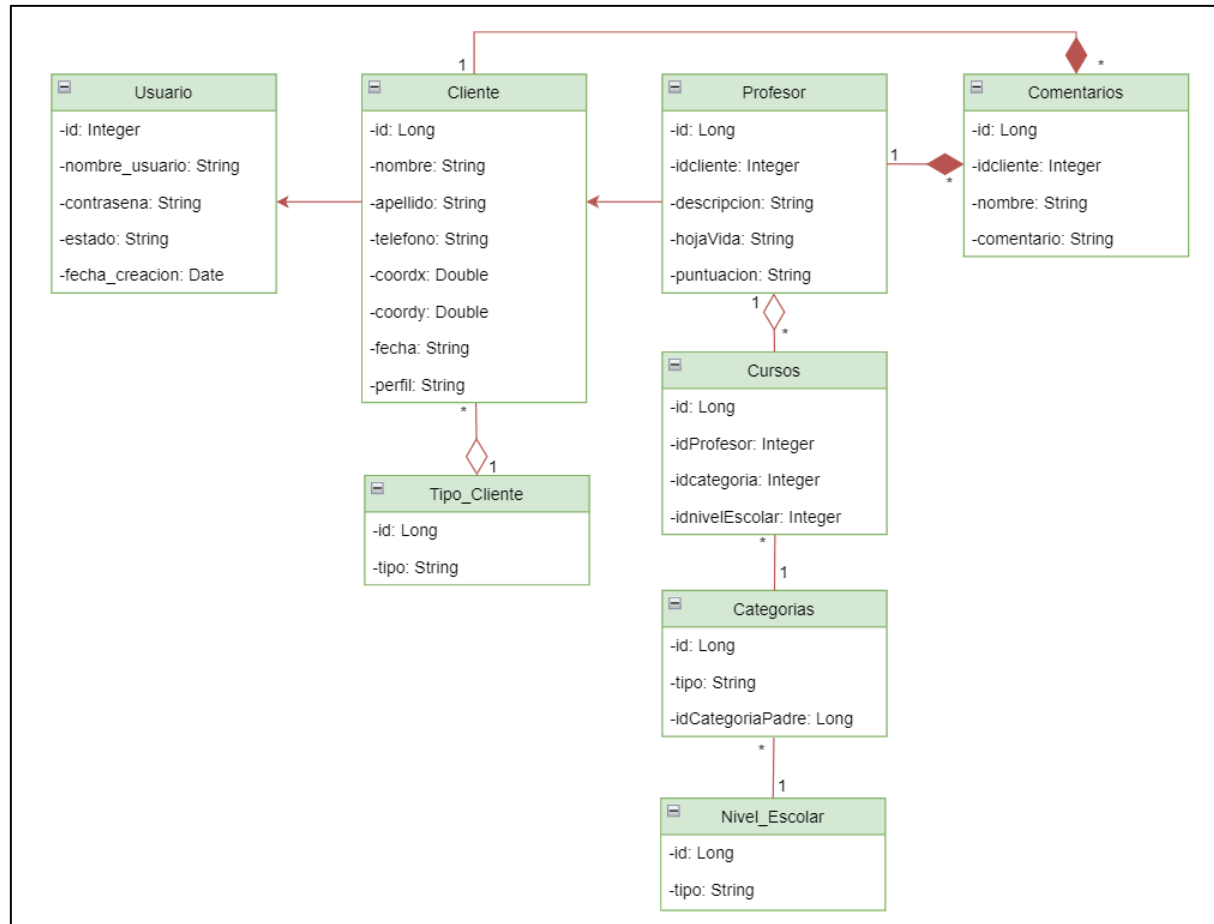 Usuario
-id: Integer
-nombre_usuario: String
-contrasena: String
-estado: String
-fecha_creacion: Date
1
Cliente
-id: Long
-nombre: String
-apellido: String
-telefono: String
-coordx: Double
-coordy: Double
-fecha: String
-perfil: String
*
1
Tipo_Cliente
-id: Long
-tipo: String
Profesor
-id: Long
-idcliente: Integer
-descripcion: String
-hojaVida: String
-puntuacion: String
1
*
*
Comentarios
-id: Long
-idcliente: Integer
-nombre: String
-comentario: String
1
*
Cursos
-id: Long
-idProfesor: Integer
-idcategoria: Integer
-idnivelEscolar: Integer
*
1
Categorias
-id: Long
-tipo: String
-idCategoriaPadre: Long
*
1
Nivel_Escolar
-id: Long
-tipo: String